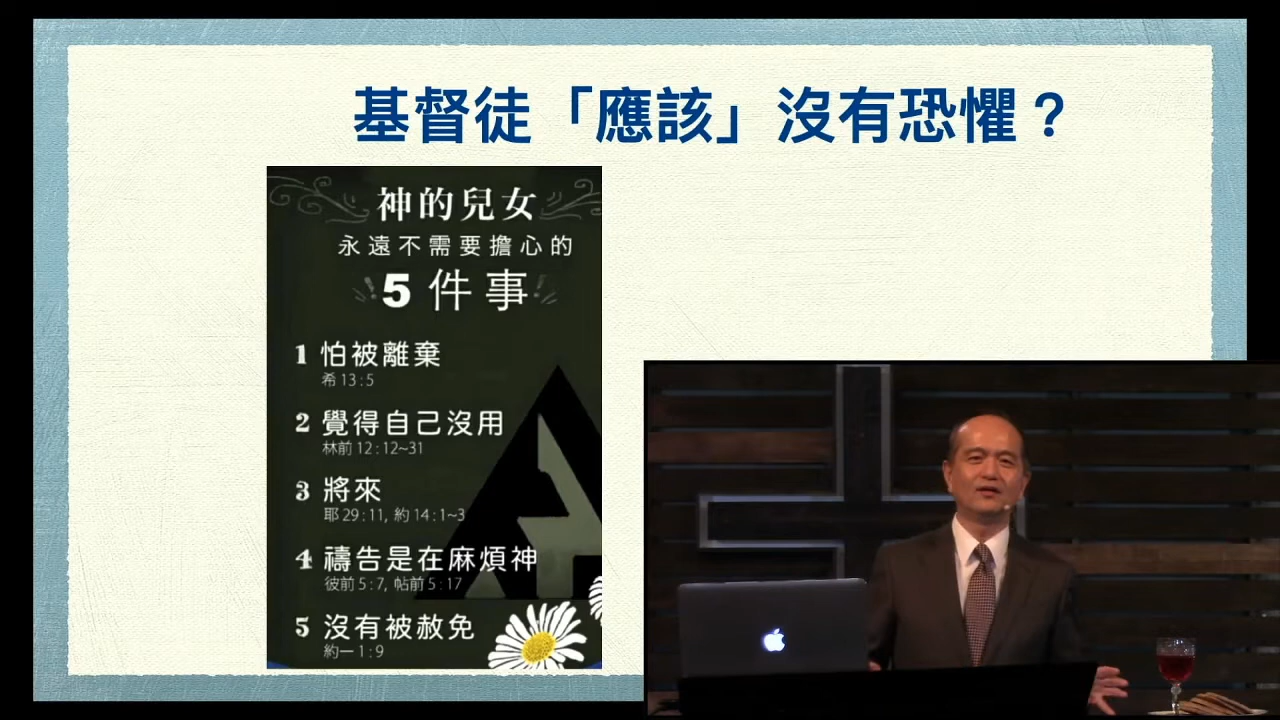 基督徒「應該」沒有恐懼？
神的兒女
永遠不需要擔心的
5 件事
1 怕被離棄
希 13 : 5
2 覺得自己沒用
林前 12 : 12~31
3 將來
耶 29 : 11, 約 14 : 1~3
4 禱告是在麻煩神
彼前 5 : 7, 帖前 5 : 17
5 沒有被赦免
約一 1 : 9